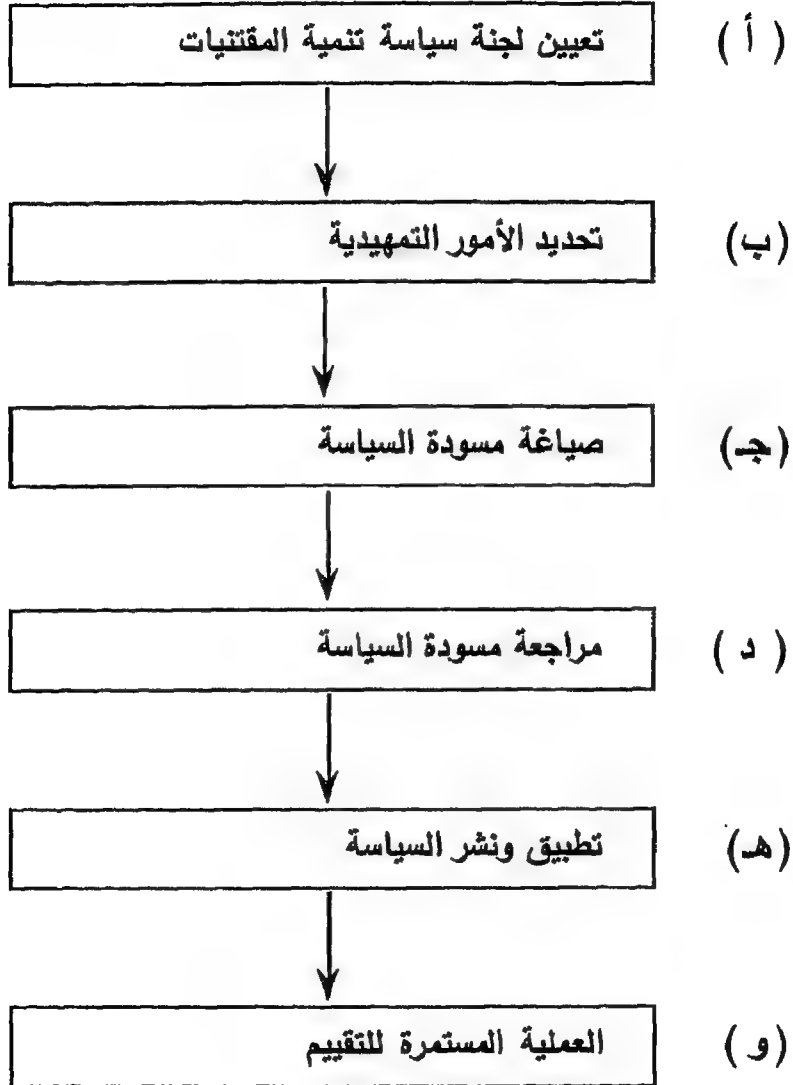 ( أ ) تعيين لجنة سياسة تنمية المقتنيات
(ب) تحديد الأمور التمهيدية
(جـ) صياغة مسودة السياسة
( د ) مراجعة مسودة السياسة
(هـ) تطبيق ونشر السياسة
( و ) العملية المستمرة للتقييم